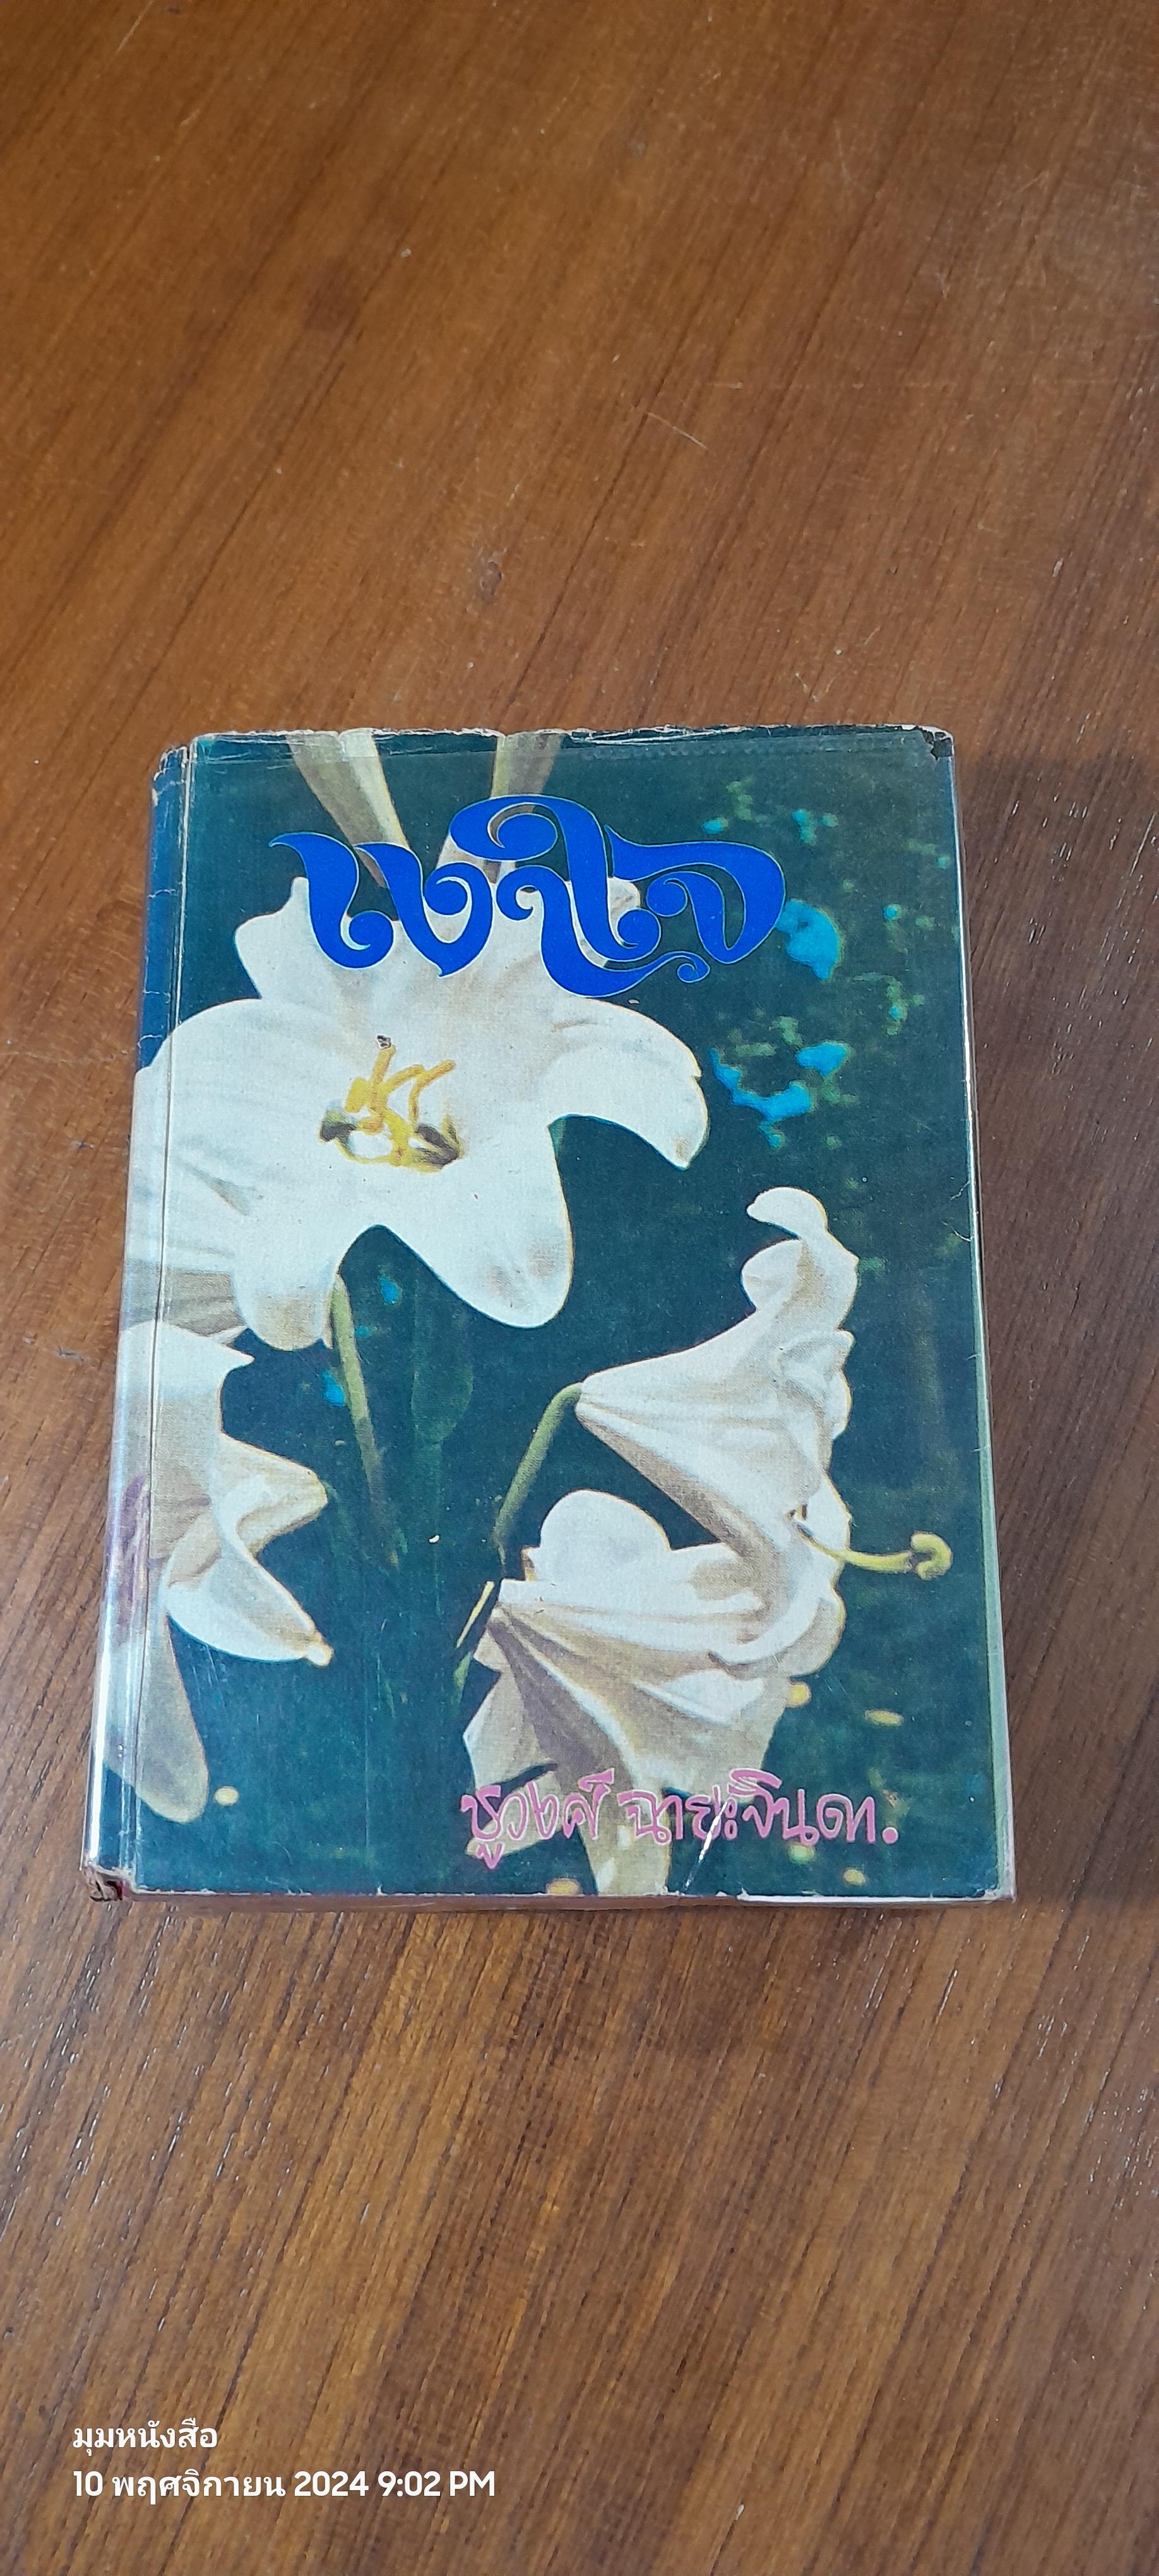 เงาใจ
ชูวงศ์ ฉายะจินดา.
มุมหนังสือ
10 พฤศจิกายน 2024 9:02 PM